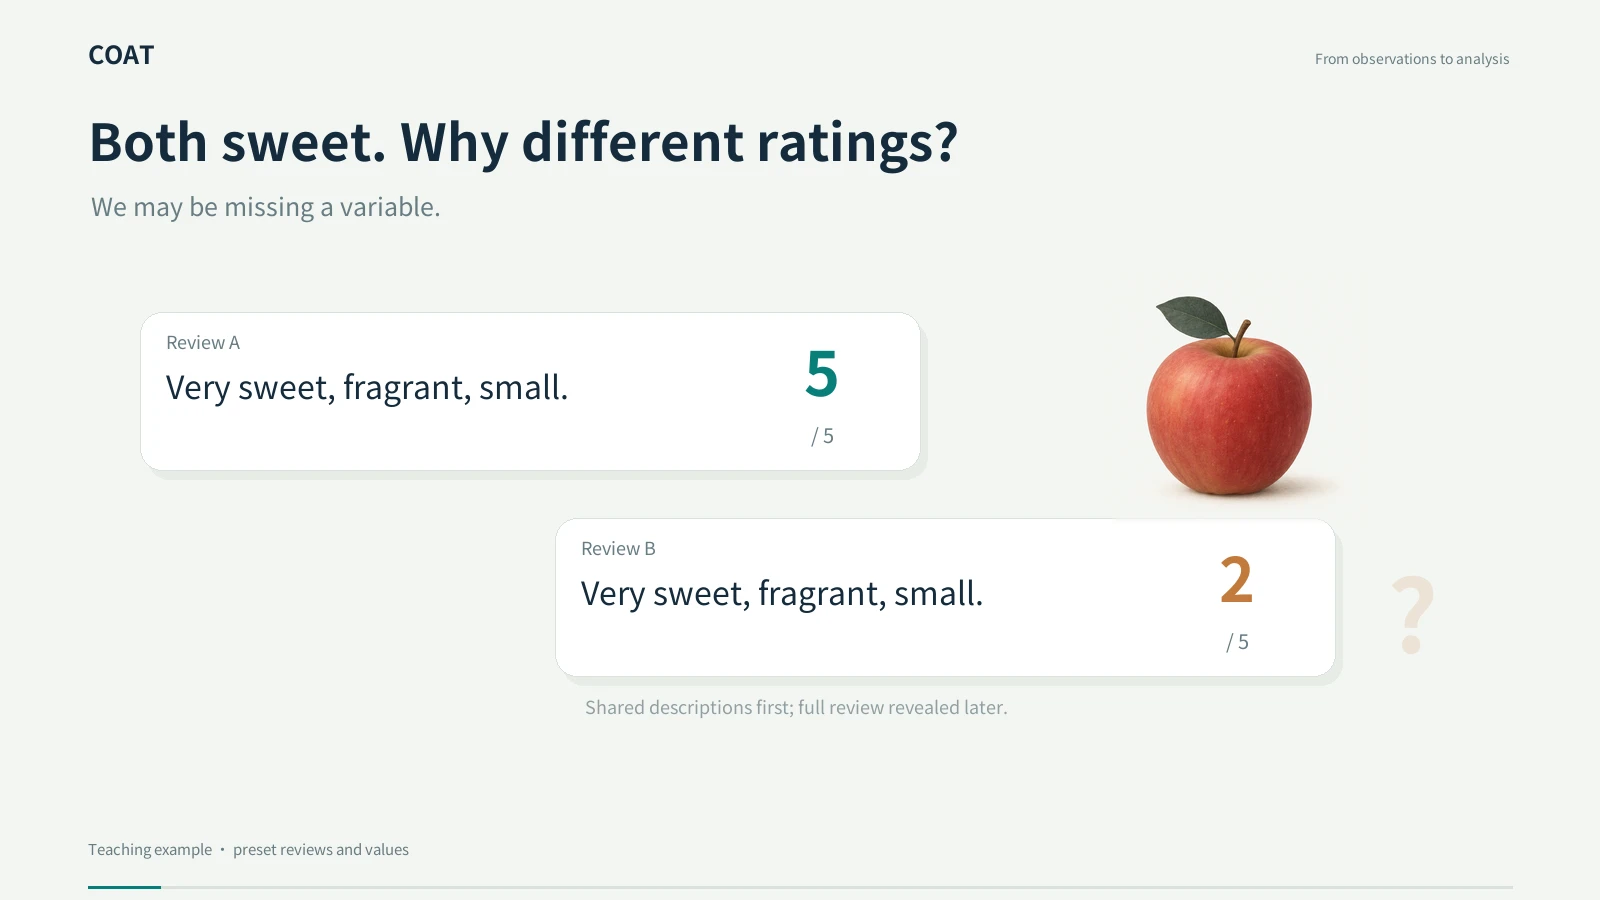 COAT
From observations to analysis
Both sweet. Why different ratings?
We may be missing a variable.
Review A
Very sweet, fragrant, small.
5
/ 5
Review B
Very sweet, fragrant, small.
2
/ 5
?
Shared descriptions first; full review revealed later.
Teaching example • preset reviews and values